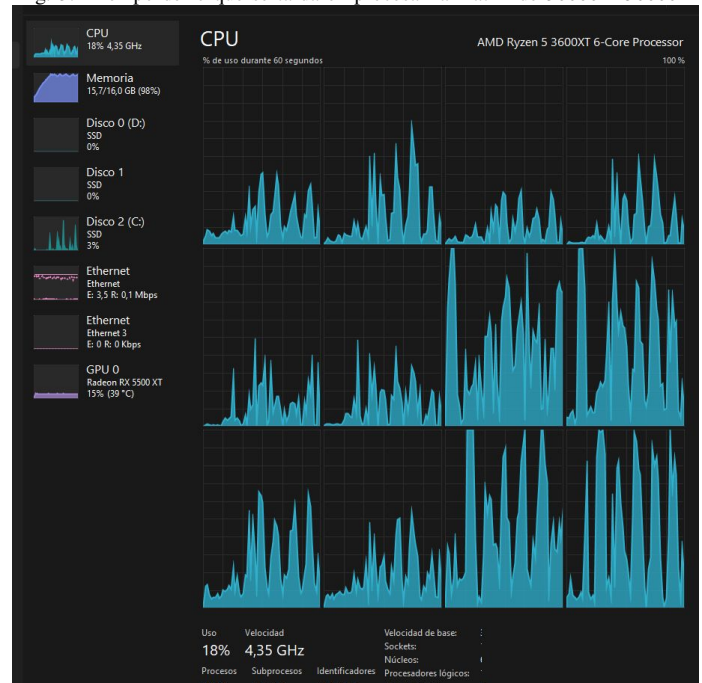 CPU
18% 4,35 GHz
Memoria
15,7/16,0 GB (98%)
Disco 0 (D:)
SSD
0%
Disco 1
SSD
0%
Disco 2 (C:)
SSD
3%
Ethernet
Ethernet
E: 3,5 R: 0,1 Mbps
Ethernet
Ethernet 3
E: 0 R: 0 Kbps
GPU 0
Radeon RX 5500 XT
15% (39 °C)
CPU
AMD Ryzen 5 3600XT 6-Core Processor
% de uso durante 60 segundos
100 %
Uso
Velocidad
18%
4,35 GHz
Procesos
Subprocesos
Identificadores
Velocidad de base:
Sockets:
Núcleos:
Procesadores lógicos: